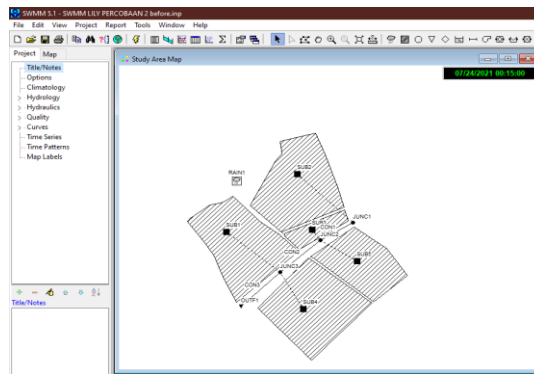 SWMM 5.1 - SWMM LILY PERCOBAAN 2 before.inp
File Edit View Project Report Tools Window Help
Project Map
Title/Notes
Options
Climatology
Hydrology
Hydraulics
Quality
Curves
Time Series
Time Patterns
Map Labels
Title/Notes
Study Area Map
07/24/2021 00:15:00
SUB2
RAIN1
JUNC1
CON1
SUB1
JUNC2
CON2
JUNC3
CON3
OUTF1
SUB4